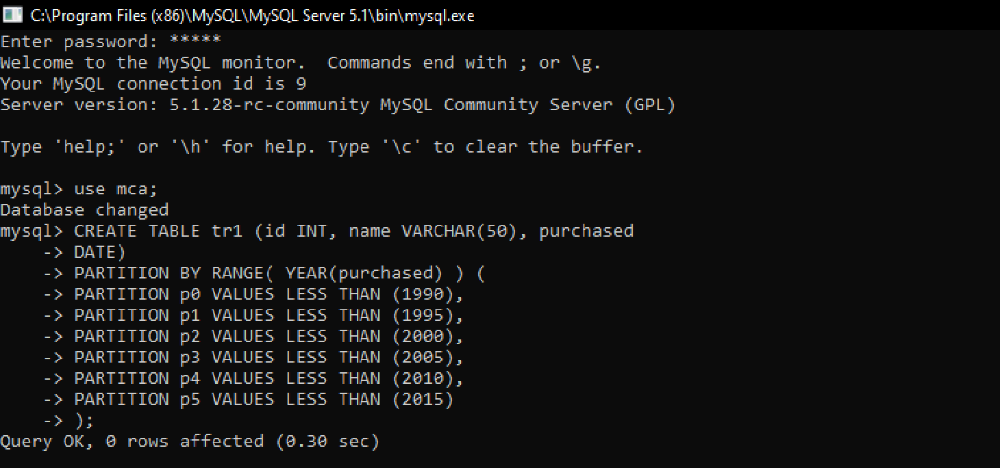 C:\Program Files (x86)\MySQL\MySQL Server 5.1\bin\mysql.exe
Enter password: *****
Welcome to the MySQL monitor.  Commands end with ; or \g.
Your MySQL connection id is 9
Server version: 5.1.28-rc-community MySQL Community Server (GPL)

Type 'help;' or '\h' for help. Type '\c' to clear the buffer.

mysql> use mca;
Database changed
mysql> CREATE TABLE tr1 (id INT, name VARCHAR(50), purchased
    -> DATE)
    -> PARTITION BY RANGE( YEAR(purchased) ) (
    -> PARTITION p0 VALUES LESS THAN (1990),
    -> PARTITION p1 VALUES LESS THAN (1995),
    -> PARTITION p2 VALUES LESS THAN (2000),
    -> PARTITION p3 VALUES LESS THAN (2005),
    -> PARTITION p4 VALUES LESS THAN (2010),
    -> PARTITION p5 VALUES LESS THAN (2015)
    -> );
Query OK, 0 rows affected (0.30 sec)